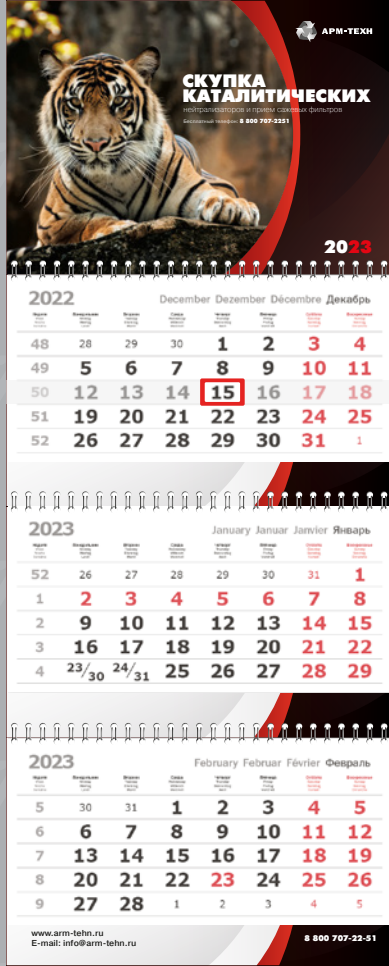 АРМ-ТЕХН
СКУПКА
КАТАЛИТИЧЕСКИХ
нейтрализаторов и прием сажевых фильтров
Бесплатный телефон: 8 800 707-2251
2023
2022 December Dezember Décembre Декабрь
48 28 29 30 1 2 3 4
49 5 6 7 8 9 10 11
50 12 13 14 15 16 17 18
51 19 20 21 22 23 24 25
52 26 27 28 29 30 31 1
2023 January Januar Janvier Январь
52 26 27 28 29 30 31 1
1 2 3 4 5 6 7 8
2 9 10 11 12 13 14 15
3 16 17 18 19 20 21 22
4 23/30 24/31 25 26 27 28 29
2023 February Februar Février Февраль
5 30 31 1 2 3 4 5
6 6 7 8 9 10 11 12
7 13 14 15 16 17 18 19
8 20 21 22 23 24 25 26
9 27 28 1 2 3 4 5
www.arm-tehn.ru
E-mail: info@arm-tehn.ru
8 800 707-22-51